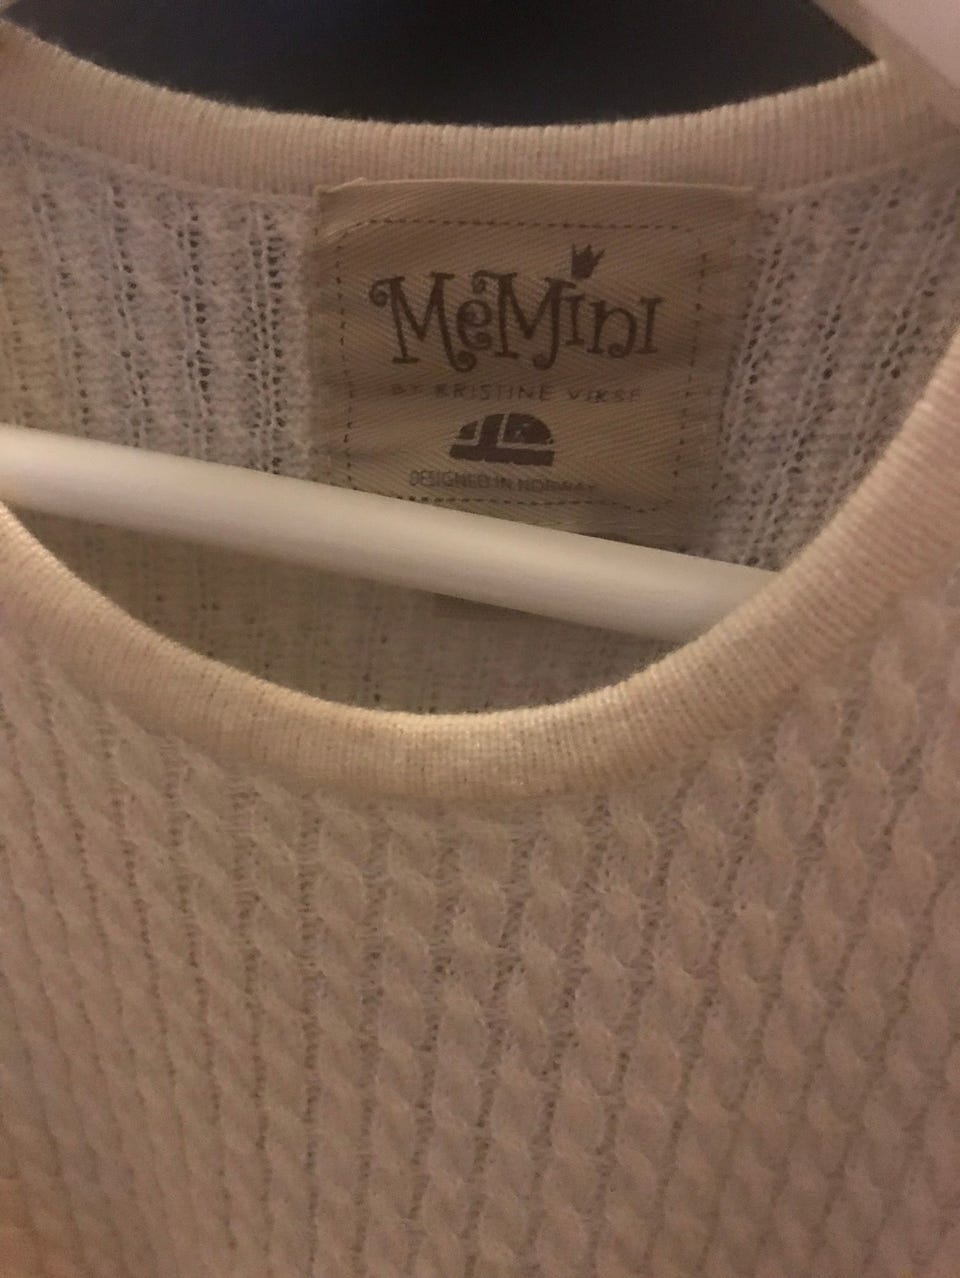 MeMini
BY KRISTINE VIKSE
DESIGNED IN NORWAY